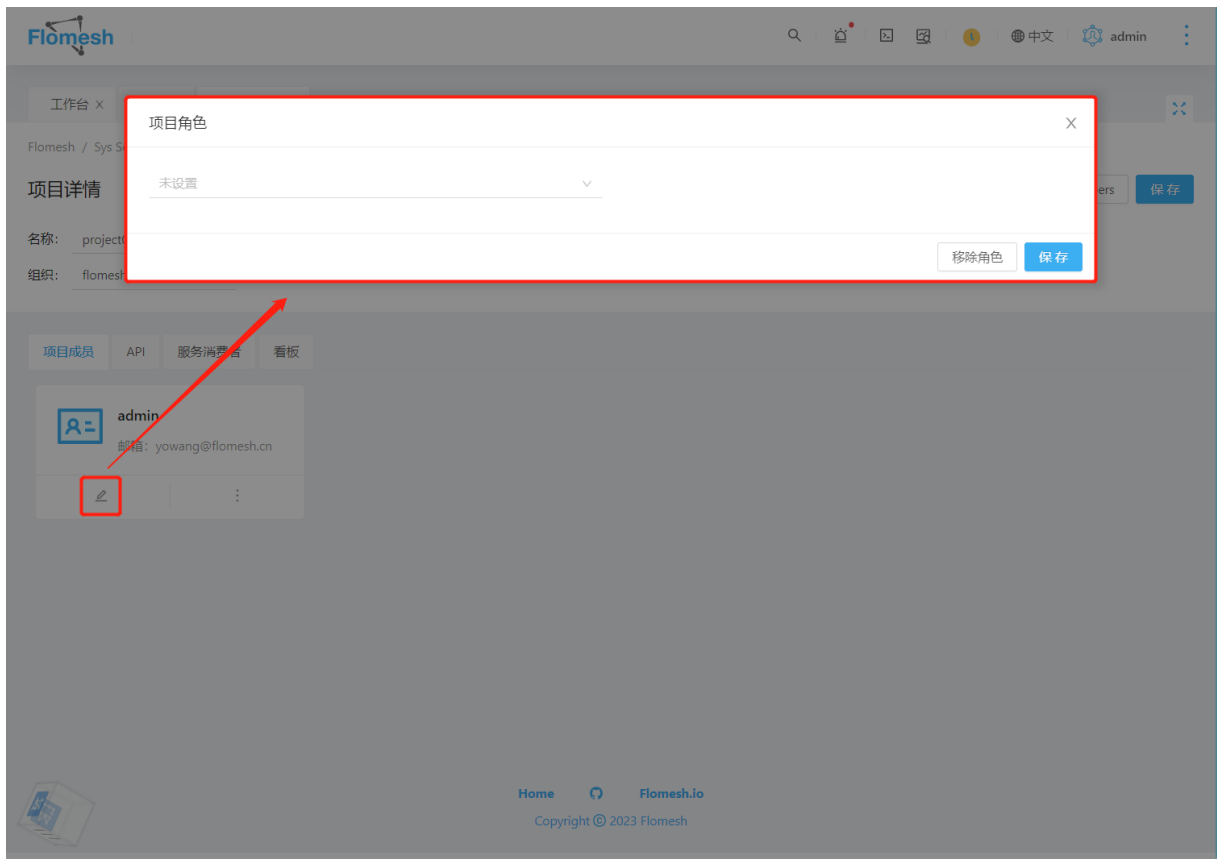 Flomesh
中文
admin
工作台 X
项目角色
X
Flomesh / Sys S
未设置
项目详情
ers
保存
名称： project
移除角色
保存
组织： flomesh
项目成员
API
服务消费者
看板
admin
邮箱：yowang@flomesh.cn
Home
Flomesh.io
Copyright © 2023 Flomesh